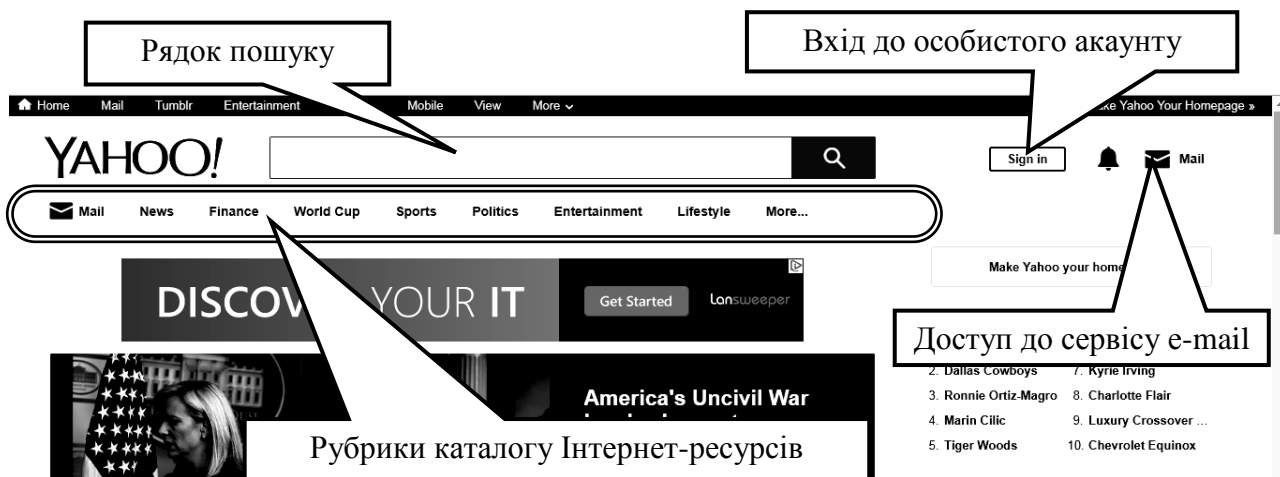 Рядок пошуку
Вхід до особистого акаунту
Home Mail Tumblr Entertainment Mobile View More Yahoo Your Homepage »
YAHOO! Sign in Mail
Mail News Finance World Cup Sports Politics Entertainment Lifestyle More...
Make Yahoo your
YOUR IT Get Started Lansweeper
Доступ до сервісу e-mail
2. Dallas Cowboys 7. Kyrie Irving
America's Uncivil War
3. Ronnie Ortiz-Magro 8. Charlotte Flair
4. Marin Cilic 9. Luxury Crossover ...
5. Tiger Woods 10. Chevrolet Equinox
Рубрики каталогу Інтернет-ресурсів